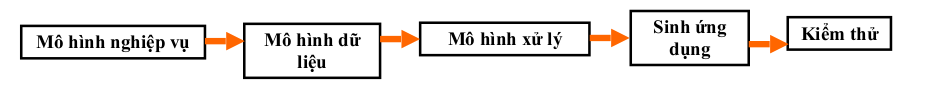 Mô hình nghiệp vụ
Mô hình dữ
liệu
Mô hình xử lý
Sinh ứng
dụng
Kiểm thử